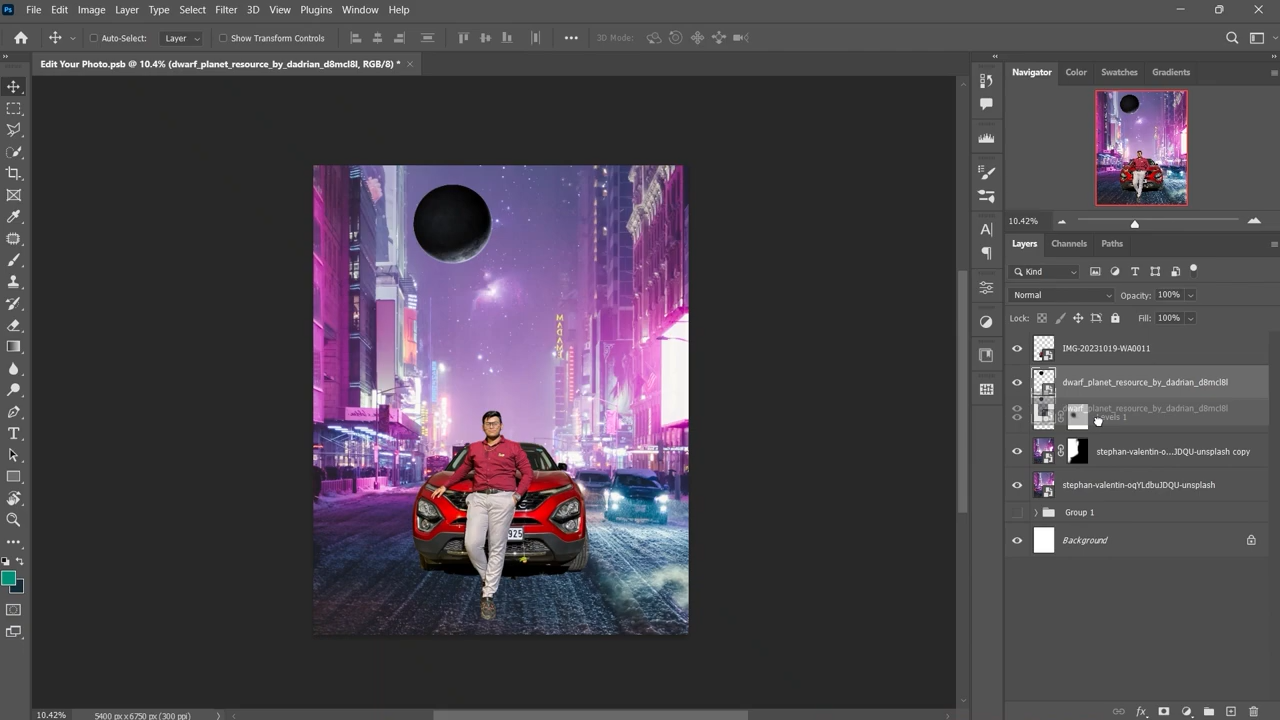 File Edit Image Layer Type Select Filter 3D View Plugins Window Help
Auto-Select: Layer Show Transform Controls 3D Mode:
Edit Your Photo.psb @ 10.4% (dwarf_planet_resource_by_dadrian_d8mcl8l, RGB/8) *
Navigator Color Swatches Gradients
10.42%
Layers Channels Paths
Kind
Normal Opacity: 100%
Lock: Fill: 100%
IMG-20231019-WA0011
dwarf_planet_resource_by_dadrian_d8mcl8l
dwarf_planet_resource_by_dadrian_d8mcl8l
Levels 1
stephan-valentin-o...JDQU-unsplash copy
stephan-valentin-oqYLdbuJDQU-unsplash
Group 1
Background
925
10.42% 5400 px x 6750 px (300 ppi)